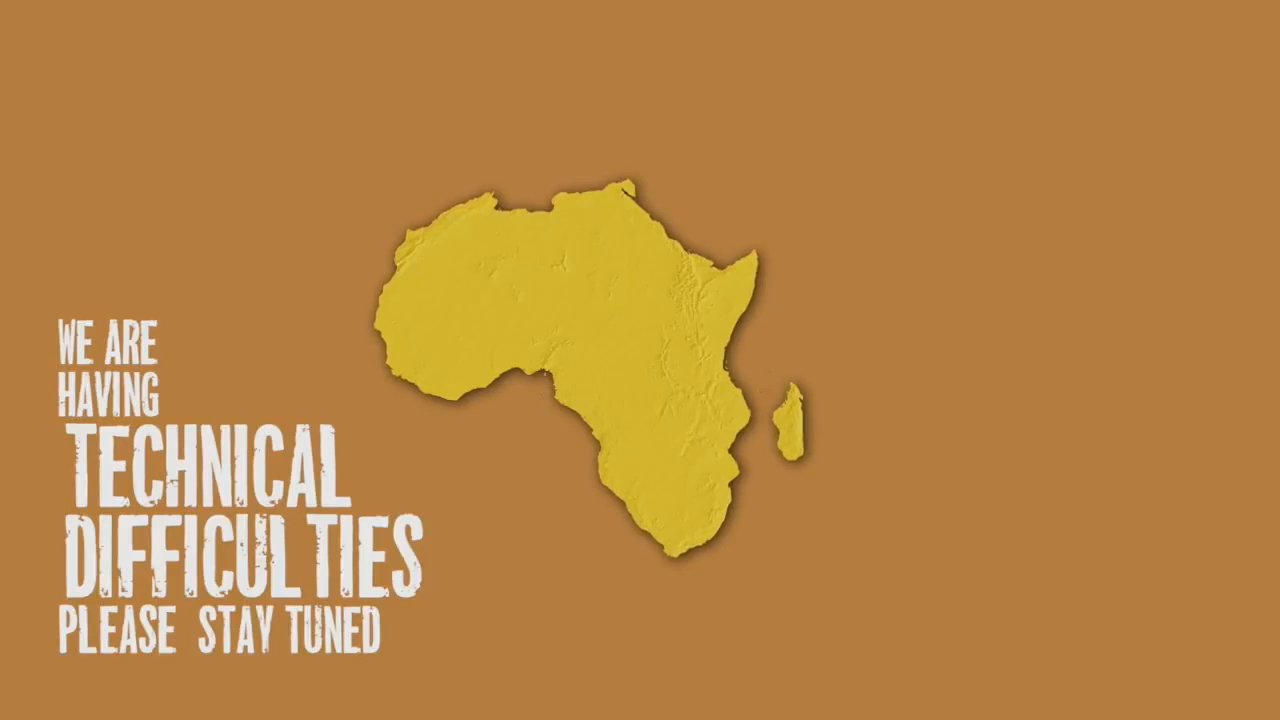 WE ARE
HAVING
TECHNICAL
DIFFICULTIES
PLEASE STAY TUNED